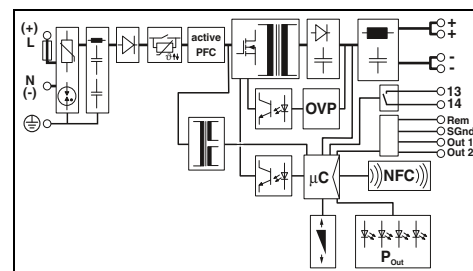 (+)
L
N
(-)
ϑ
active
PFC
OVP
+
+
-
-
13
14
Rem
SGnd
Out 1
Out 2
µC
NFC
P Out